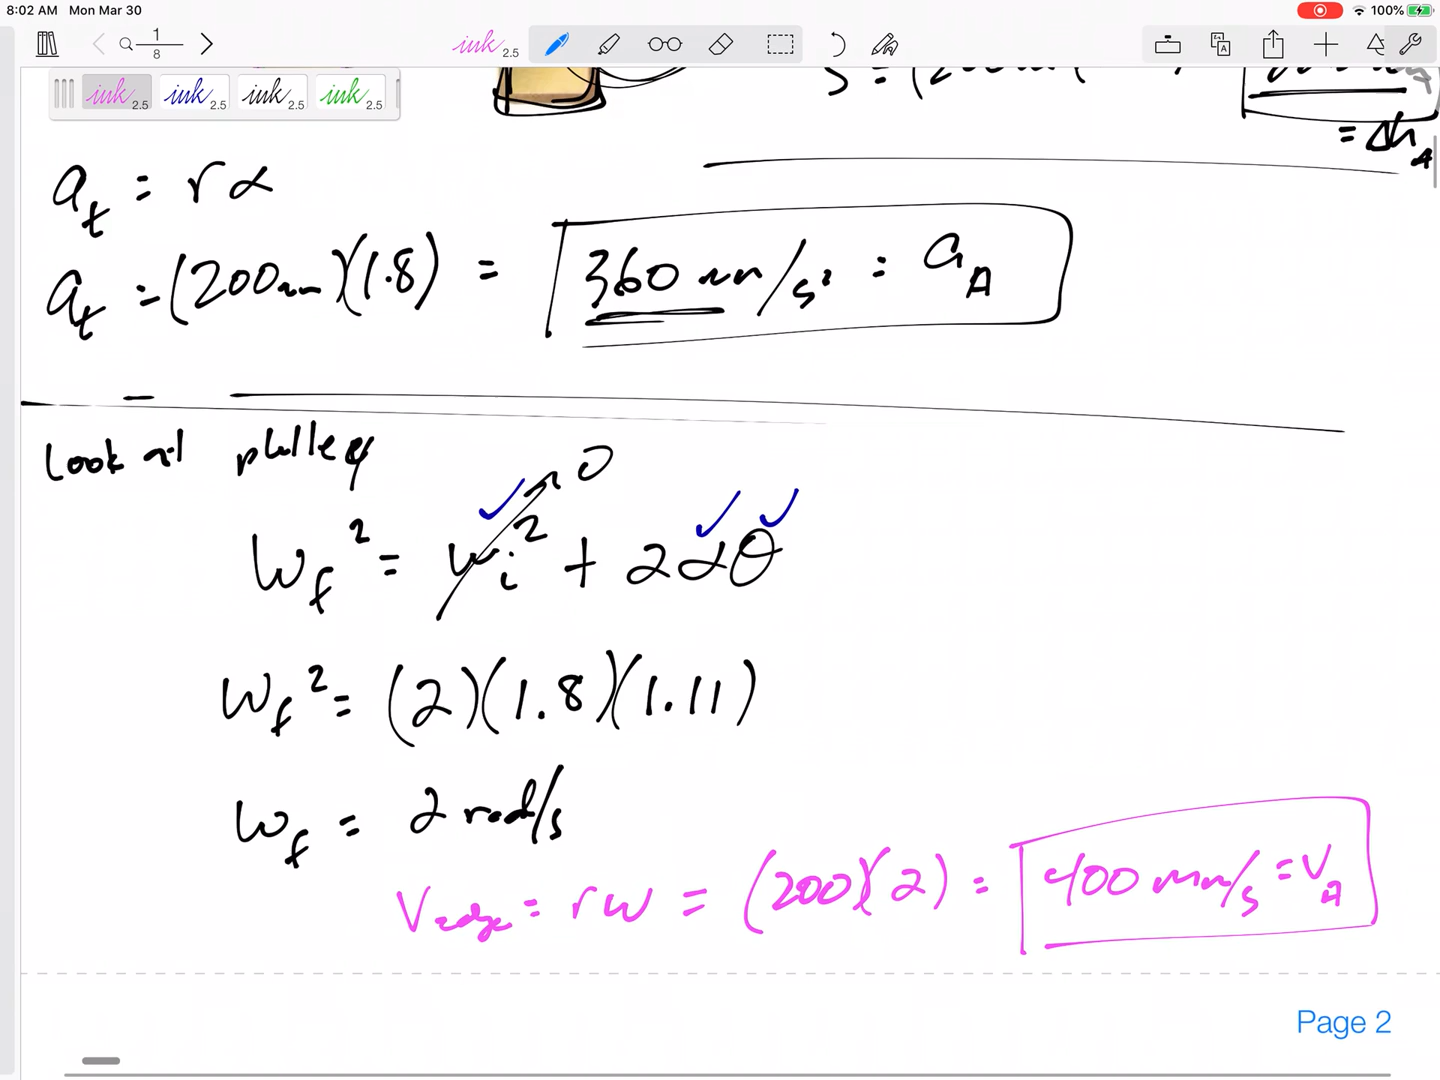 8:02 AM Mon Mar 30
100%
1
8
ink 2.5
ink 2.5 ink 2.5 ink 2.5 ink 2.5
= Δh_A
a_t = rα
a_t = (200mm)(1.8) = 360 mm/s² = a_A
Look at pulley
ω_f² = ω_i² → 0 + 2αθ
ω_f² = (2)(1.8)(1.11)
ω_f = 2 rad/s
V_edge = rω = (200)(2) = 400 mm/s = V_A
Page 2